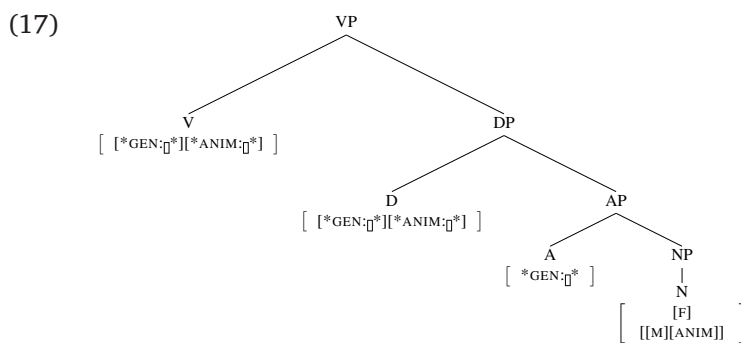 (17)
VP
V
[ [*GEN:▯*][*ANIM:▯*] ]
DP
D
[ [*GEN:▯*][*ANIM:▯*] ]
AP
A
[ *GEN:▯* ]
NP
N
[ [F]
[[M][ANIM]] ]